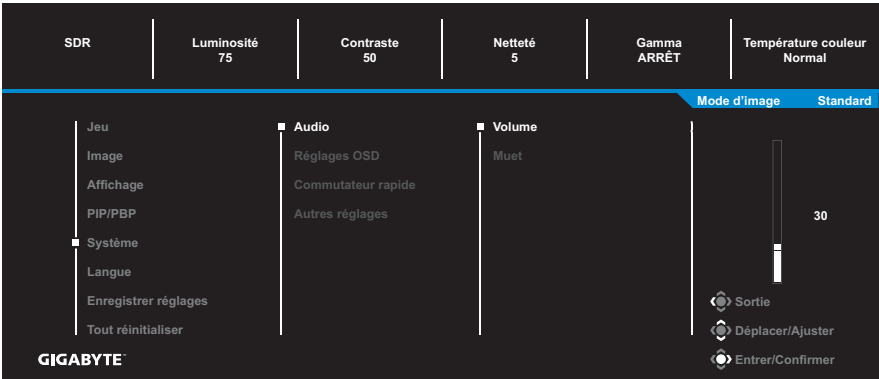 SDR
Luminosité
75
Contraste
50
Netteté
5
Gamma
ARRÊT
Température couleur
Normal
Mode d'image Standard
Jeu
Image
Affichage
PIP/PBP
Système
Langue
Enregistrer réglages
Tout réinitialiser
Audio
Réglages OSD
Commutateur rapide
Autres réglages
Volume
Muet
30
Sortie
Déplacer/Ajuster
Entrer/Confirmer
GIGABYTE™